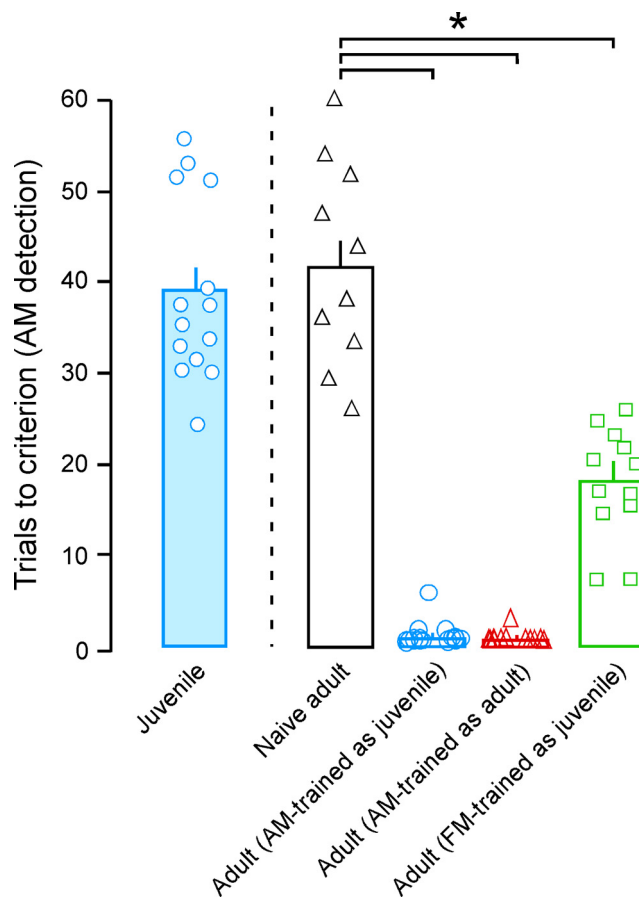 *
60
50
40
30
20
10
0
Trials to criterion (AM detection)
Juvenile
Naive adult
Adult (AM-trained as juvenile)
Adult (AM-trained as adult)
Adult (FM-trained as juvenile)